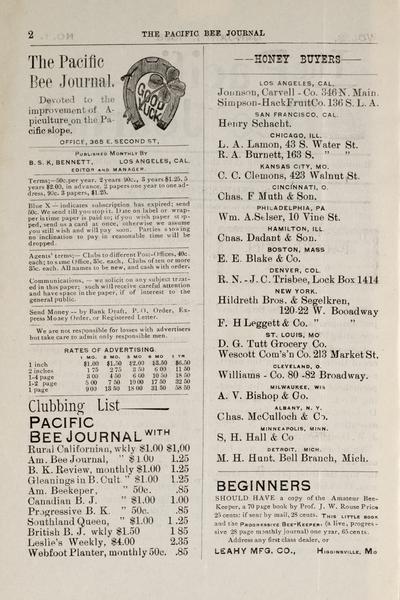 2
THE PACIFIC BEE JOURNAL
The Pacific
Bee Journal.
GOOD
LUCK
Devoted to the
improvement of A-
piculture on the Pa-
cific slope.
OFFICE, 365 E. SECOND ST,
PUBLISHED MONTHLY BY
B. S. K, BENNETT, LOS ANGELES, CAL.
EDITOR AND MANAGER.
Terms;—50c.per year. 2 years 90c., 3 years $1.25, 5
years $2.00, in advance, 2 papers one year to one ad-
dress, 90c. 3 papers, $1.25.
Blue X — indicates subscription has expired; send
50c. We send till you stop it. Date on label or wrap-
per is time paper is paid to; if you wish paper stop-
ped, send us a card at once, otherwise we assume
you still wish and will pay soon. Parties showing
no inclination to pay in reasonable time will be
dropped.
Agents' terms;— Clubs to different Post-Offices, 40c.
each; to same Office, 35c. each, Clubs of ten or more
35c. each. All names to be new, and with cash order.
Communications, — we solicit on any subject treat-
ed in this paper; such will receive careful attention
and have space in the paper, if of interest to the
general public.
Send Money — by Bank Draft, P.O, Order, Ex-
press Money Order, or Registered Letter.
We are not responsible for losses with advertisers
but take care to admit only responsible men.
RATES OF ADVERTISING.
1 MO. 2 MO. 3 MO 6 MO 1 YR
1 inch $1.00 $1.50 $2.00 $3.50 $6.50
2 inches 1 75 2.75 3 50 6 00 11 50
1-4 page 3 00 4 50 6 00 10 50 18 50
1-2 page 5 00 7 50 10 00 17 50 32 50
1 page 9 00 13 50 18 00 31 50 58 50
Clubbing List
PACIFIC
BEE JOURNAL WITH
Rural Californian, wkly $1.00 $1,00
Am. Bee Journal, " $1.00 1.25
B. K. Review, monthly $1.00 1.25
Gleanings in B. Cult. " $1.00 1.25
Am. Beekeper, " 50c. .85
Canadian B. J. " $1.00 1.00
Progressive B. K. " 50c. .85
Southland Queen, " $1.00 1.25
British B. J. wkly $1.50 1 85
Leslie's Weekly, $4.00 2.35
Webfoot Planter, monthly 50c. .85
HONEY BUYERS
LOS ANGELES, CAL.
Johnson, Carvell - Co. 346 N. Main.
Simpson-Hack Fruit Co. 136 S. L. A.
SAN FRANCISCO, CAL.
Henry Schacht.
CHICAGO, ILL.
L. A. Lamon, 43 S. Water St.
R. A. Burnett, 163 S. " "
KANSAS CITY, MO.
C. C. Clemons, 423 Walnut St.
CINCINNATI, O.
Chas. F Muth & Son.
PHILADELPHIA, PA
Wm. A. Selser, 10 Vine St.
HAMILTON, ILL
Chas. Dadant & Son.
BOSTON, MASS
E. E. Blake & Co.
DENVER, COL.
R. N. - J. C. Trisbee, Lock Box 1414
NEW YORK.
Hildreth Bros. & Segelken,
120-22 W. Booadway
F. H Leggett & Co. " "
ST. LOUIS, MO
D. G. Tutt Grocery Co.
Wescott Com's'n Co. 213 Market St.
CLEVELAND, O.
Williams - Co. 80 -82 Broadway.
MILWAUKEE, WIS
A. V. Bishop & Go.
ALBANY, N. Y.
Chas. McCulloch & Co.
MINNEAPOLIS, MINN.
S, H. Hall & Co
DETROIT, MICH.
M. H. Hunt. Bell Branch, Mich.
BEGINNERS
SHOULD HAVE a copy of the Amateur Bee-
Keeper, a 70 page book by Prof. J. W. Rouse Price
25 cents: if sent by mail, 28 cents. THIS LITTLE BOOK
and the PROGRESSIVE BEE-KEEPER: (a live, progres-
sive 28 page monthly journal) one year, 65 cents.
Address any first class dealer, or
LEAHY MFG. CO., HIGGINSVILLE, MO